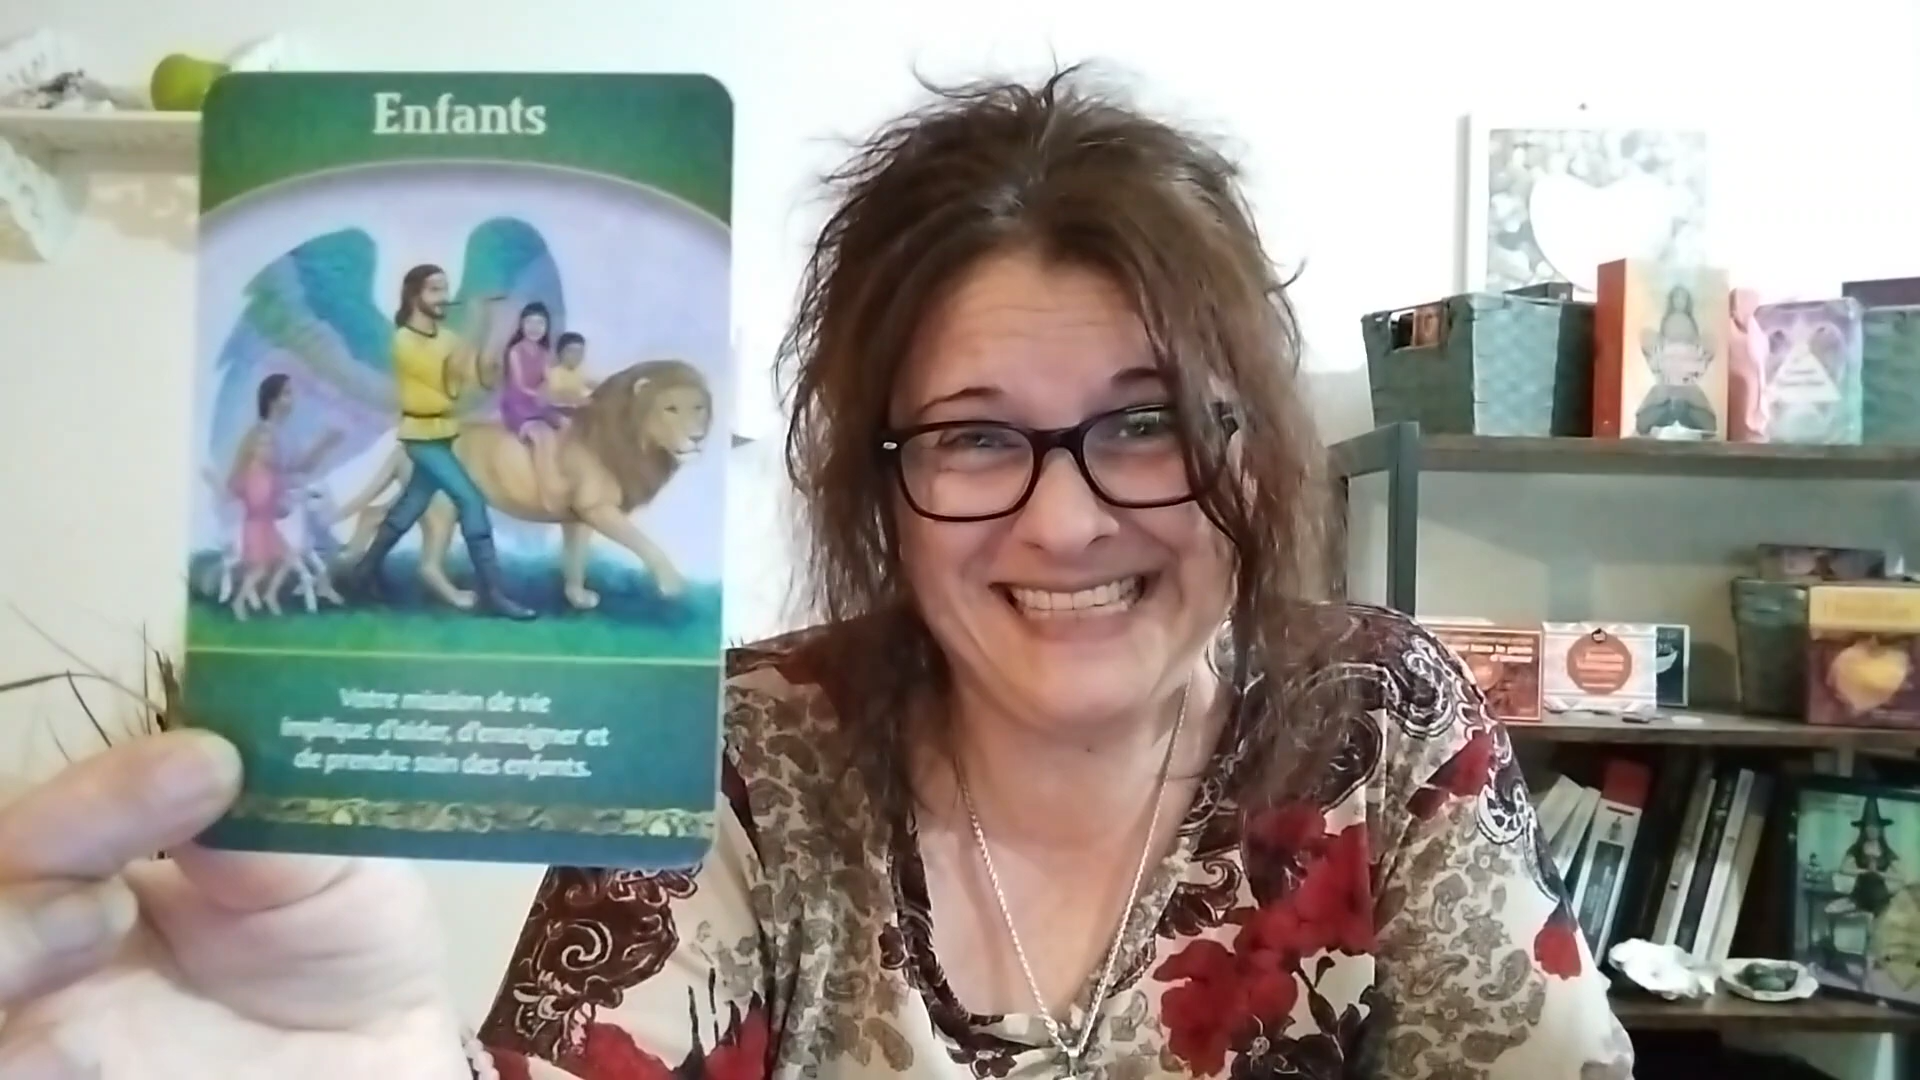 Enfants
Votre mission de vie
implique d'aider, d'enseigner et
de prendre soin des enfants.